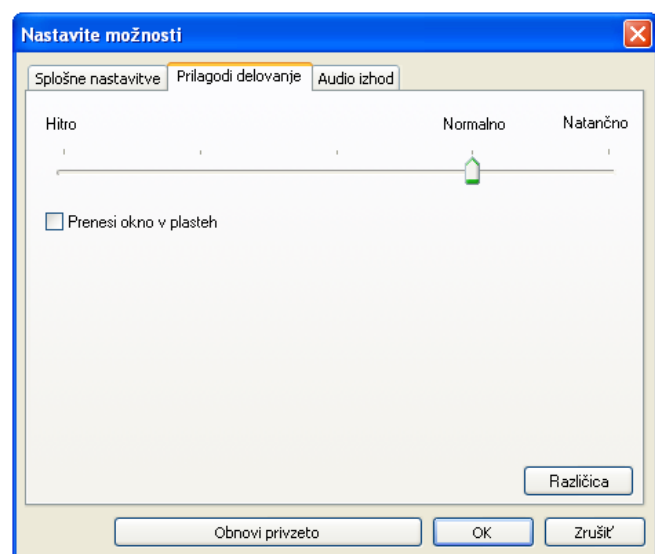 Nastavite možnosti
Splošne nastavitve Prilagodi delovanje Audio izhod
Hitro Normalno Natančno
Prenesi okno v plasteh
Različica
Obnovi privzeto OK Zrušiť